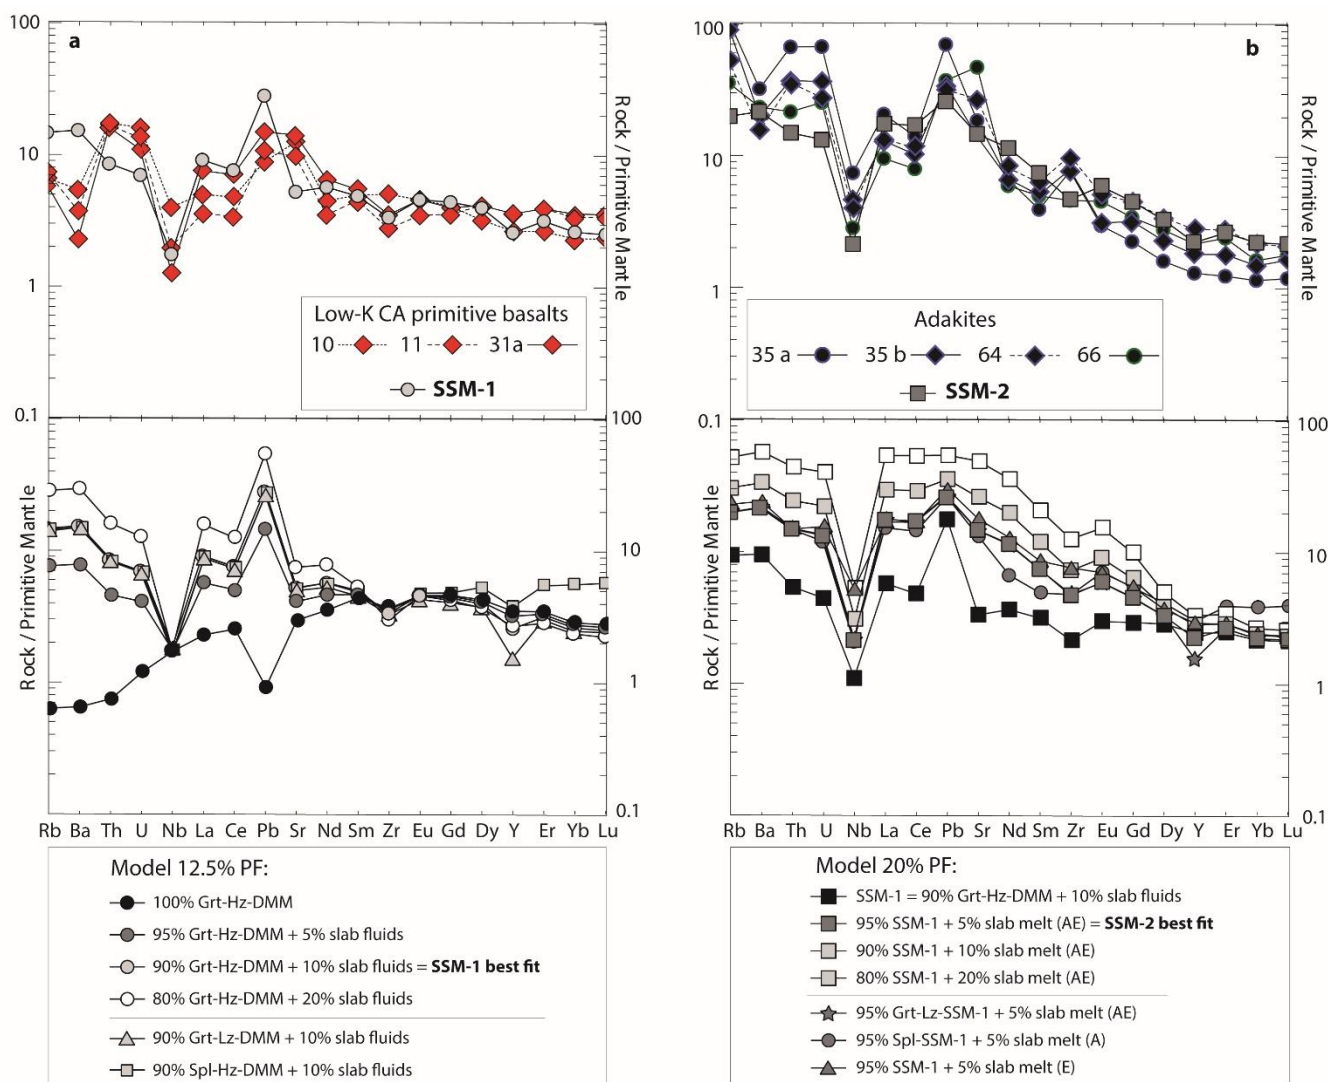 100
a
10
1
0.1
Rock / Primitive Mantle
Low-K CA primitive basalts
10 11 31a
SSM-1
100
b
10
1
0.1
Rock / Primitive Mantle
Adakites
35 a 35 b 64 66
SSM-2
100
10
1
0.1
Rock / Primitive Mantle
Rb Ba Th U Nb La Ce Pb Sr Nd Sm Zr Eu Gd Dy Y Er Yb Lu
100
10
1
0.1
Rock / Primitive Mantle
Rb Ba Th U Nb La Ce Pb Sr Nd Sm Zr Eu Gd Dy Y Er Yb Lu
Model 12.5% PF:
100% Grt-Hz-DMM
95% Grt-Hz-DMM + 5% slab fluids
90% Grt-Hz-DMM + 10% slab fluids = SSM-1 best fit
80% Grt-Hz-DMM + 20% slab fluids
90% Grt-Lz-DMM + 10% slab fluids
90% Spl-Hz-DMM + 10% slab fluids
Model 20% PF:
SSM-1 = 90% Grt-Hz-DMM + 10% slab fluids
95% SSM-1 + 5% slab melt (AE) = SSM-2 best fit
90% SSM-1 + 10% slab melt (AE)
80% SSM-1 + 20% slab melt (AE)
95% Grt-Lz-SSM-1 + 5% slab melt (AE)
95% Spl-SSM-1 + 5% slab melt (A)
95% SSM-1 + 5% slab melt (E)